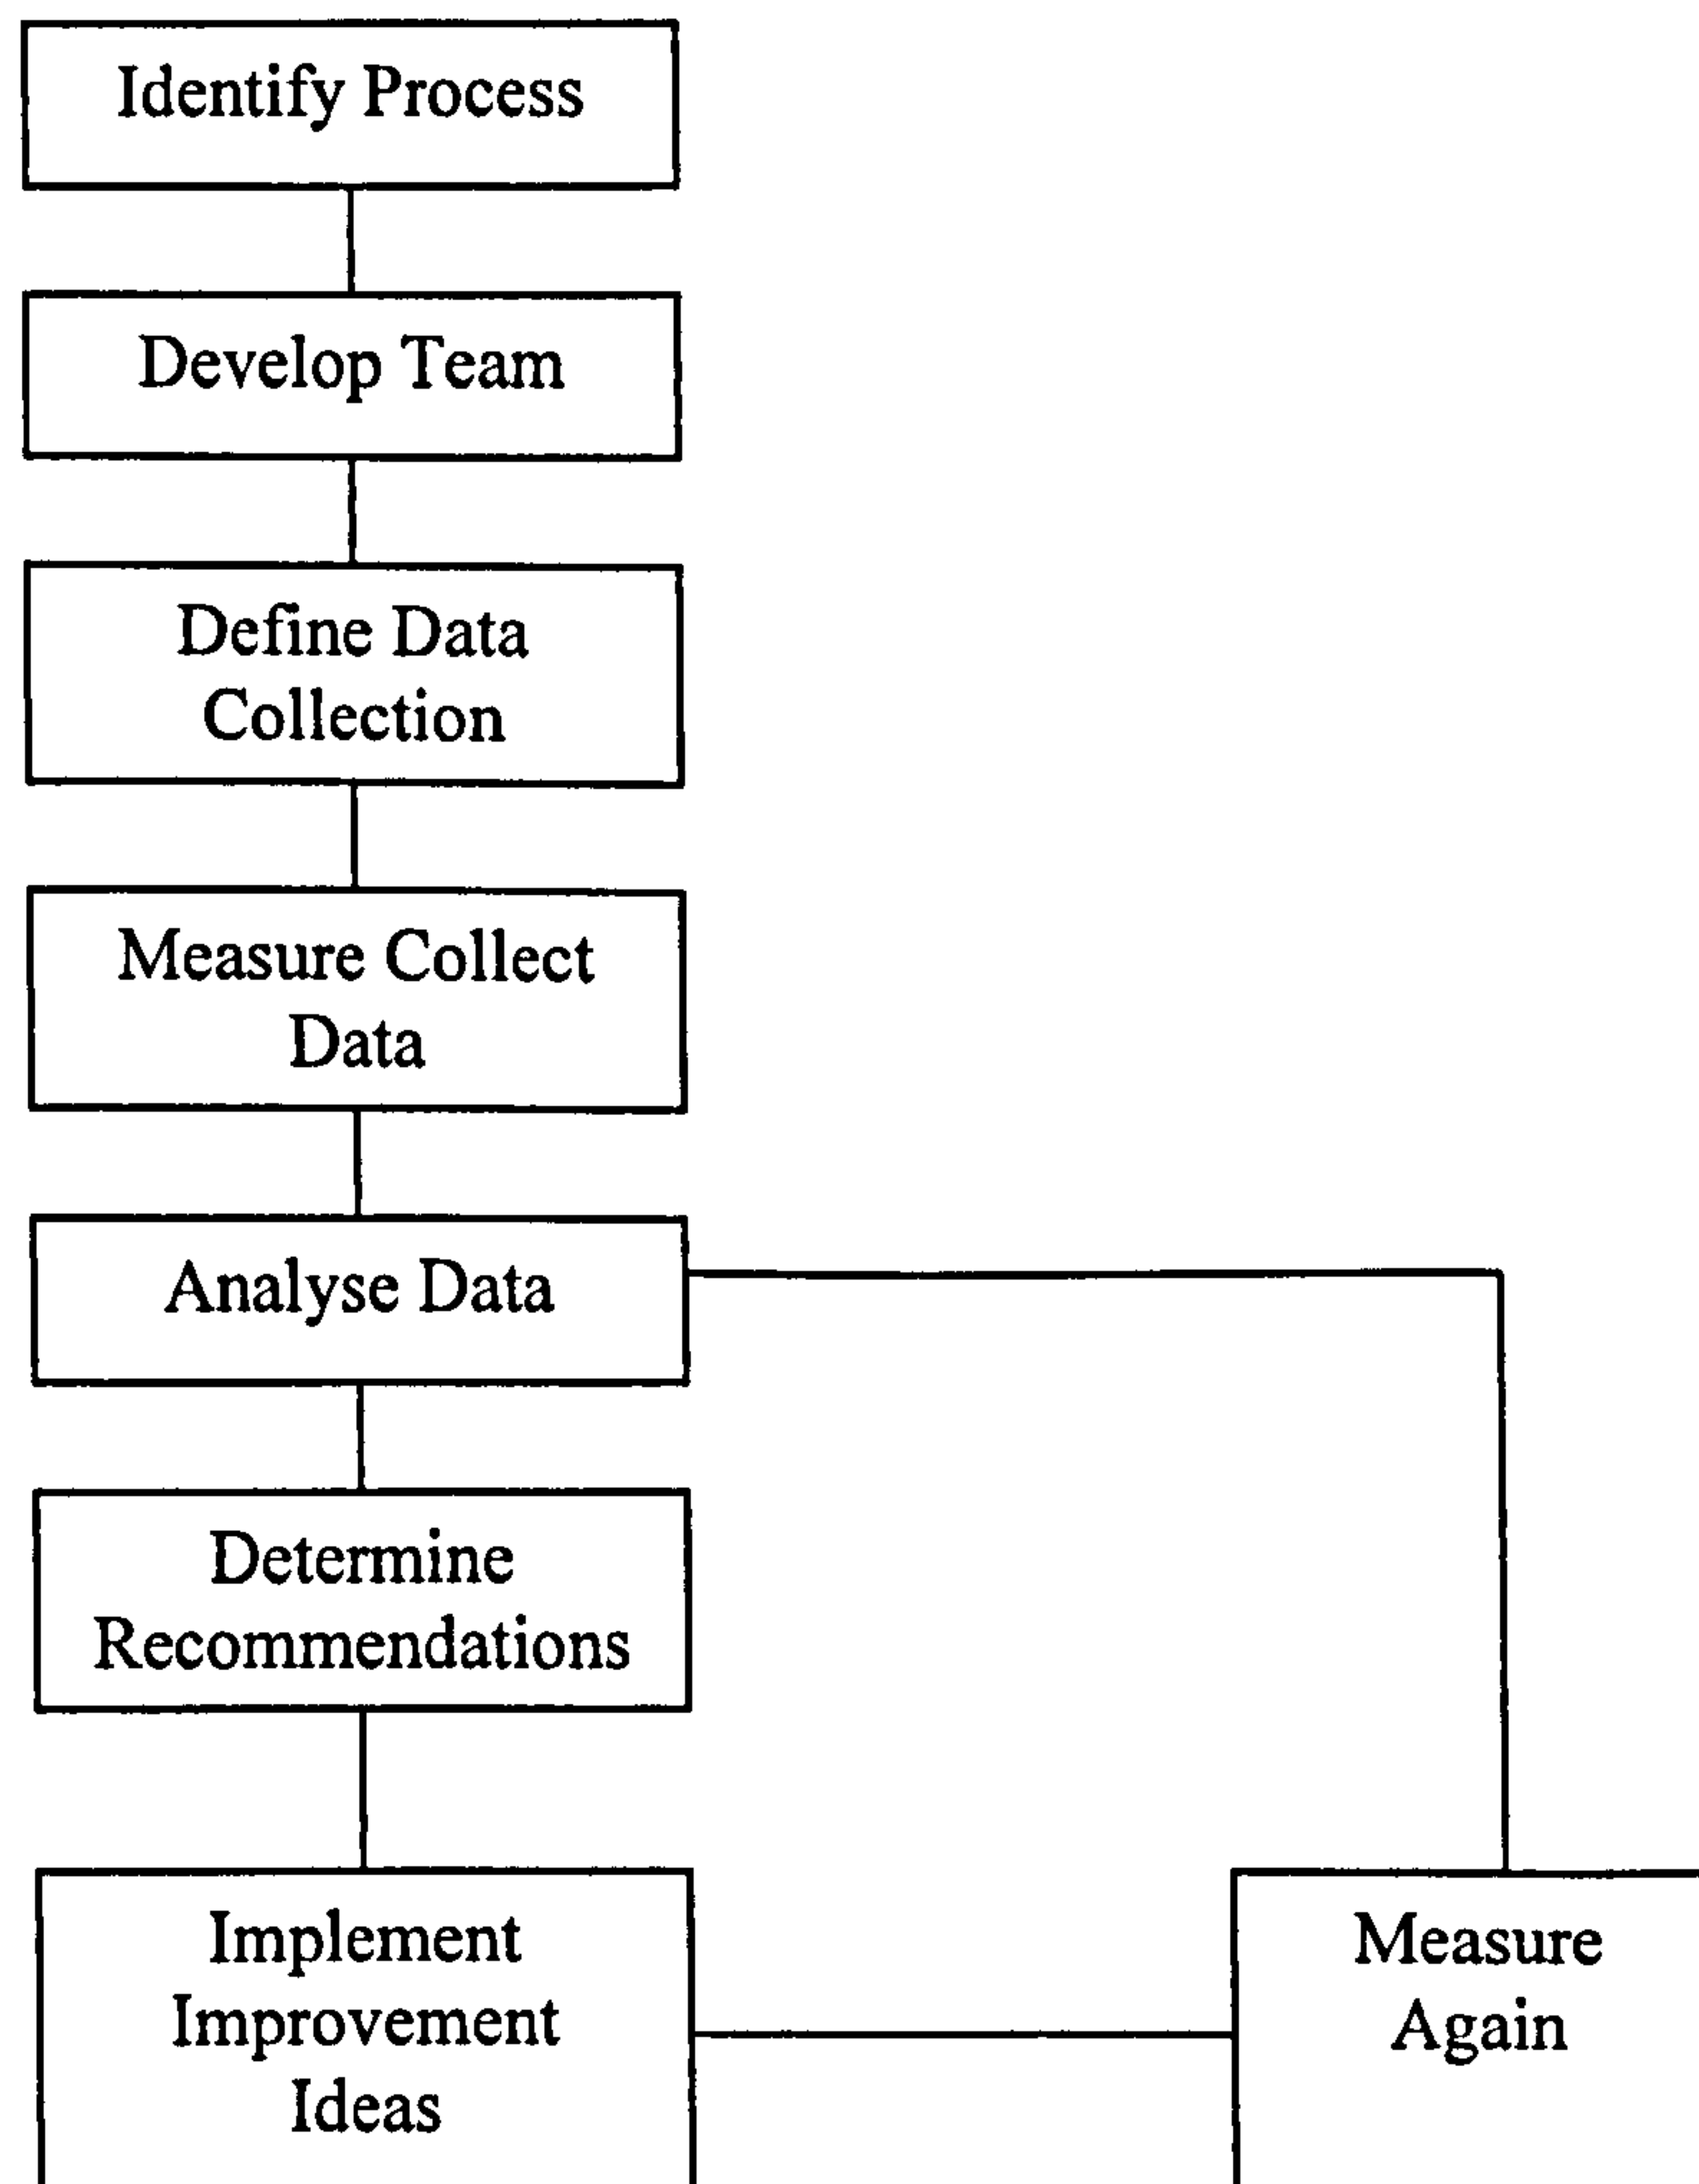 Identify Process
Develop Team
Define Data
Collection
Measure Collect
Data
Analyse Data
Determine
Recommendations
Implement
Improvement
Ideas
Measure
Again